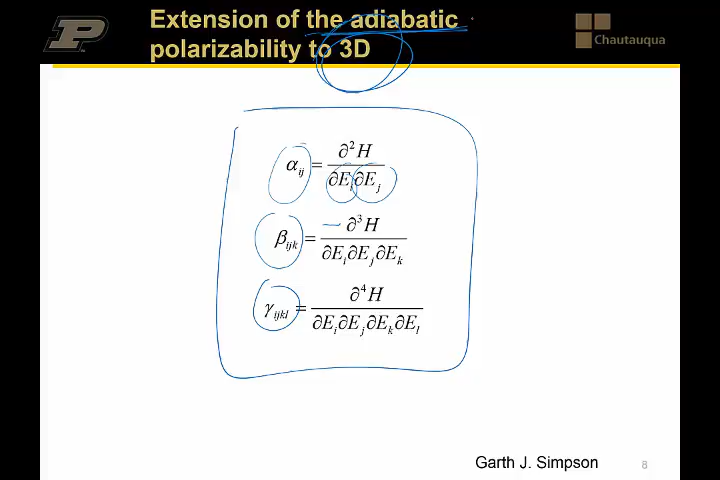 Extension of the adiabatic
polarizability to 3D
Chautauqua
α_ij = ∂²H / ∂E_i∂E_j
β_ijk = ∂³H / ∂E_i∂E_j∂E_k
γ_ijkl = ∂⁴H / ∂E_i∂E_j∂E_k∂E_l
Garth J. Simpson
8